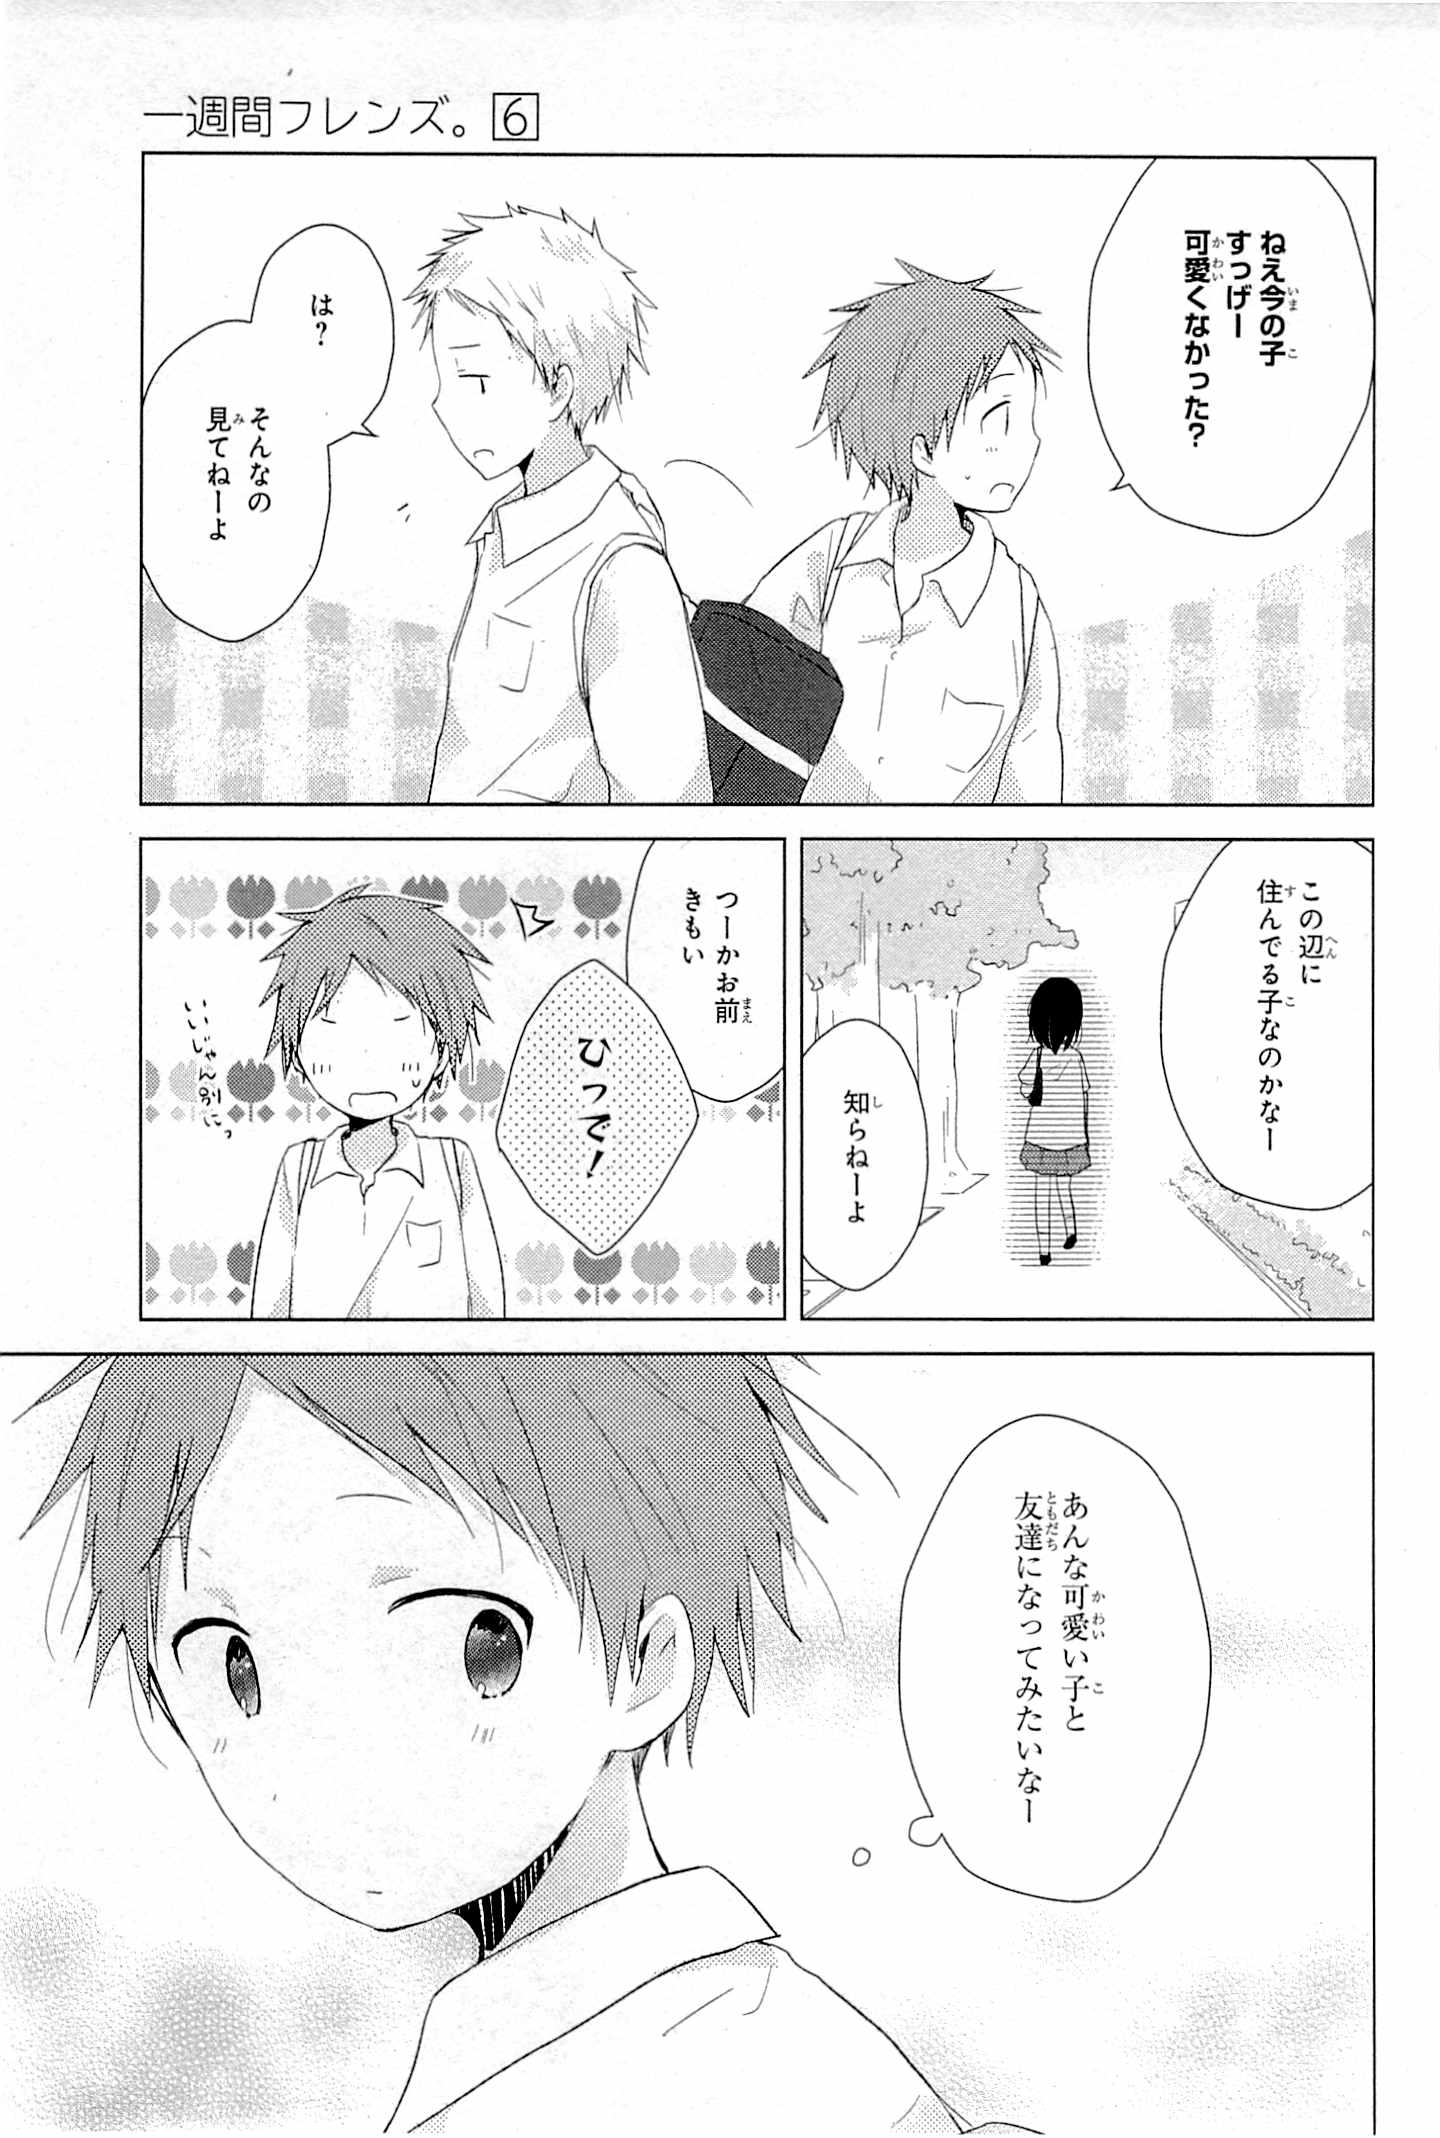 一週間フレンズ。6
ねえ今の子
すっげー
可愛くなかった?
は?
そんなの
見てねーよ
この辺に
住んでる子なのかなー
知らねーよ
つーかお前
きもい
ひっで!
いいじゃん別にっ
あんな可愛い子と
友達になってみたいなー